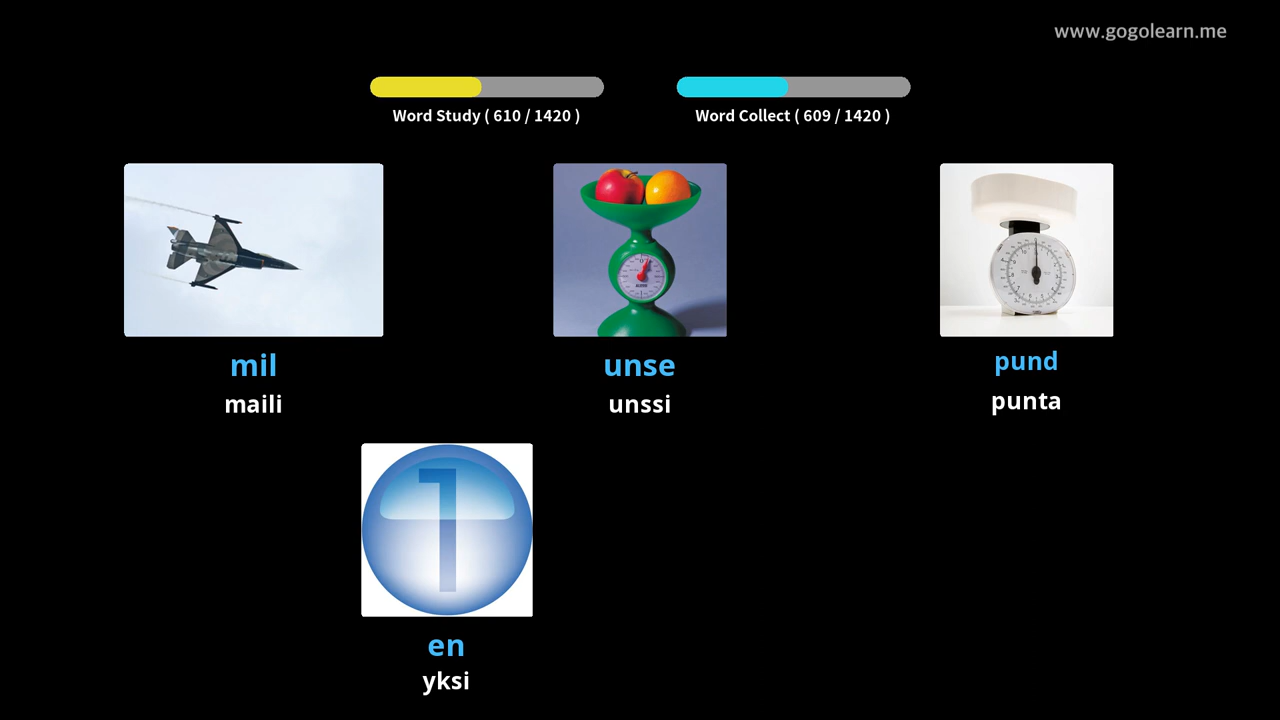 www.gogolearn.me
Word Study ( 610 / 1420 )
Word Collect ( 609 / 1420 )
mil
maili
unse
unssi
pund
punta
1
en
yksi